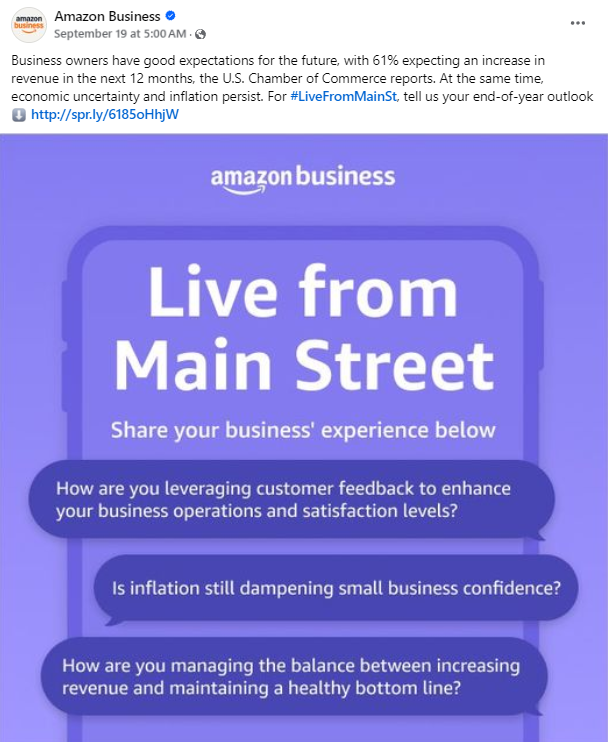 amazon
business
Amazon Business
September 19 at 5:00 AM ·
Business owners have good expectations for the future, with 61% expecting an increase in
revenue in the next 12 months, the U.S. Chamber of Commerce reports. At the same time,
economic uncertainty and inflation persist. For #LiveFromMainSt, tell us your end-of-year outlook
⬇️ http://spr.ly/6185oHhjW
amazon business
Live from
Main Street
Share your business' experience below
How are you leveraging customer feedback to enhance
your business operations and satisfaction levels?
Is inflation still dampening small business confidence?
How are you managing the balance between increasing
revenue and maintaining a healthy bottom line?